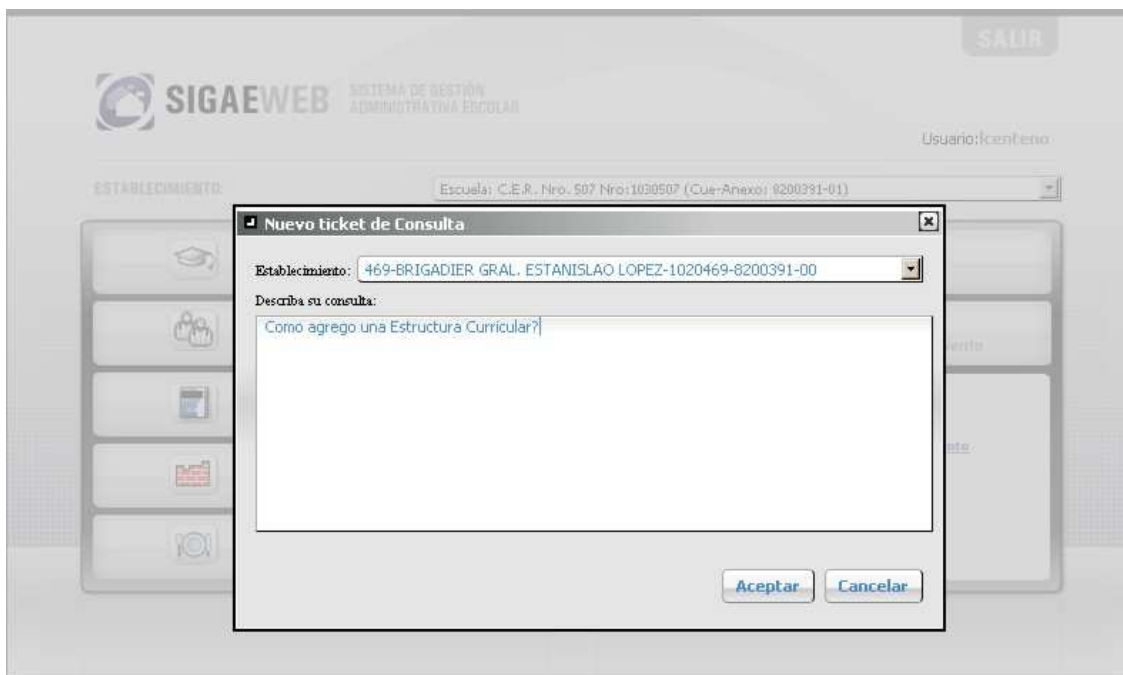 SALIR
SIGAEWEB
SISTEMA DE GESTIÓN
ADMINISTRATIVA ESCOLAR
Usuario:kcenteno
ESTABLECIMIENTO:
Escuela: C.E.R. Nro. 507 Nro:1030507 (Cue-Anexo: 8200391-01)
Nuevo ticket de Consulta
Establecimiento: 469-BRIGADIER GRAL. ESTANISLAO LOPEZ-1020469-8200391-00
Describa su consulta:
Como agrego una Estructura Curricular?
Aceptar
Cancelar